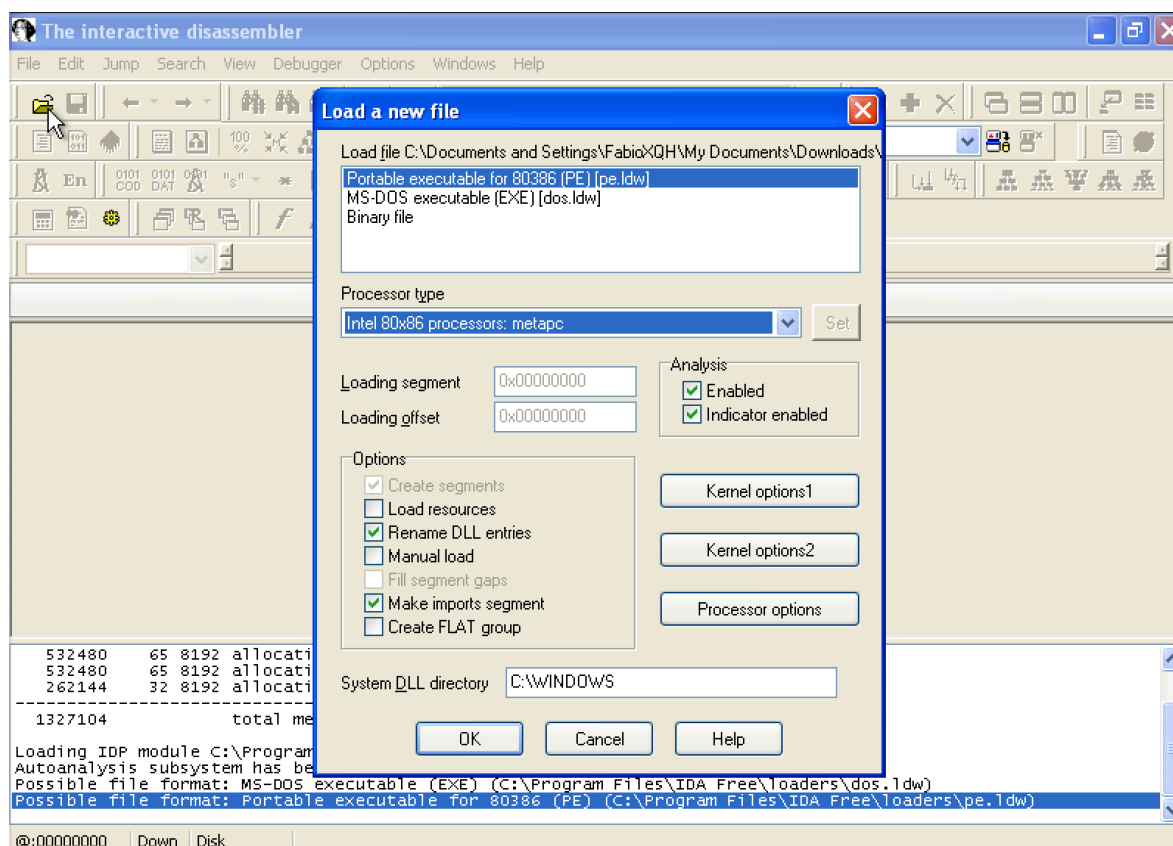 The interactive disassembler
File Edit Jump Search View Debugger Options Windows Help
Load a new file
Load file C:\Documents and Settings\FabioXQH\My Documents\Downloads\
Portable executable for 80386 (PE) [pe.ldw]
MS-DOS executable (EXE) [dos.ldw]
Binary file
Processor type
Intel 80x86 processors: metapc
Set
Loading segment 0x00000000
Loading offset 0x00000000
Analysis
Enabled
Indicator enabled
Options
Create segments
Load resources
Rename DLL entries
Manual load
Fill segment gaps
Make imports segment
Create FLAT group
Kernel options1
Kernel options2
Processor options
System DLL directory C:\WINDOWS
OK Cancel Help
En
"s"
532480 65 8192 allocati
532480 65 8192 allocati
262144 32 8192 allocati
1327104 total me
Loading IDP module C:\Program
Autoanalysis subsystem has be
Possible file format: MS-DOS executable (EXE) (C:\Program Files\IDA Free\loaders\dos.ldw)
Possible file format: Portable executable for 80386 (PE) (C:\Program Files\IDA Free\loaders\pe.ldw)
@:00000000 Down Disk